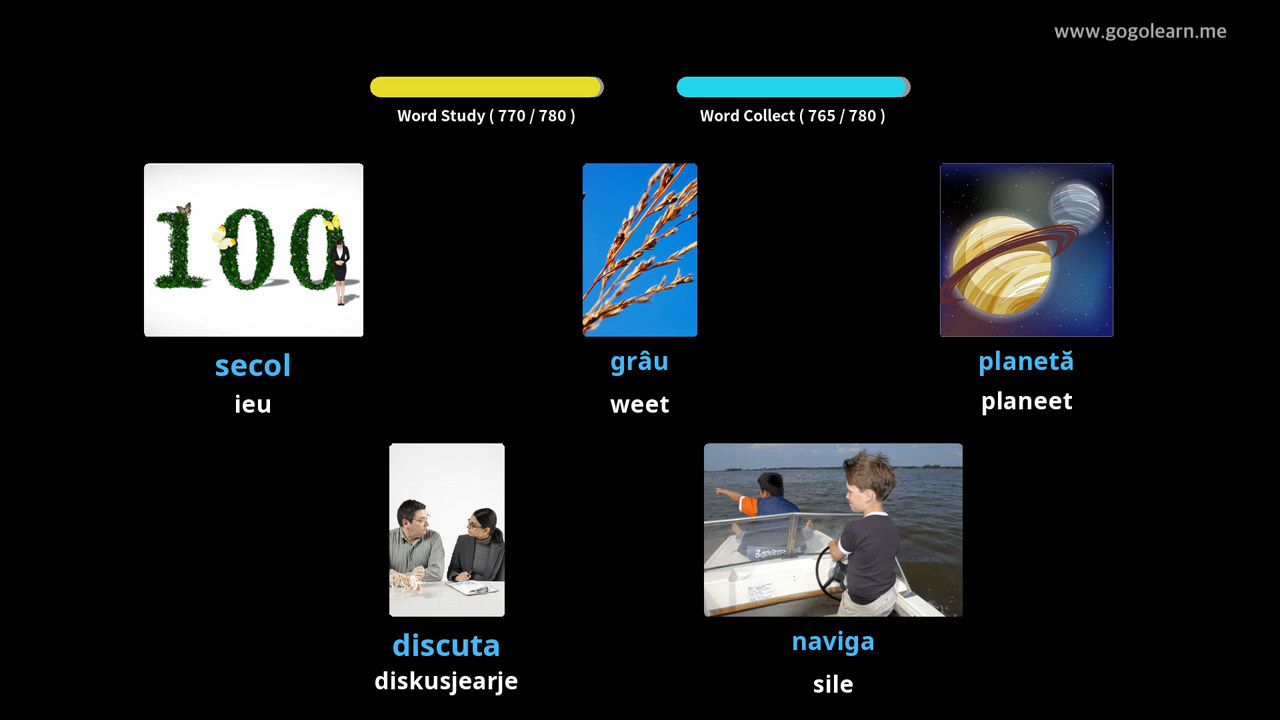 www.gogolearn.me
Word Study ( 770 / 780 )
Word Collect ( 765 / 780 )
100
secol
ieu
grâu
weet
planetă
planeet
discuta
diskusjearje
naviga
sile